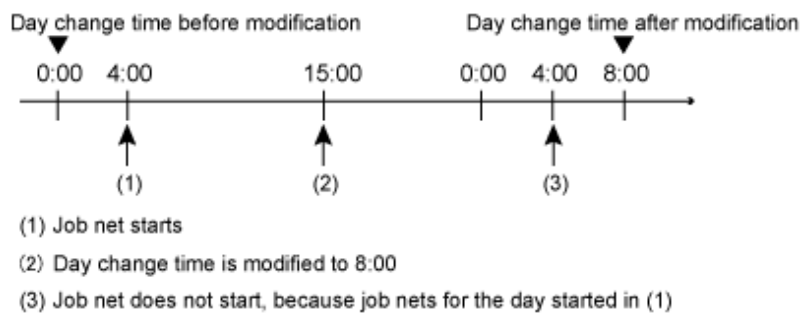 Day change time before modification Day change time after modification
0:00 4:00 15:00 0:00 4:00 8:00
(1) (2) (3)
(1) Job net starts
(2) Day change time is modified to 8:00
(3) Job net does not start, because job nets for the day started in (1)